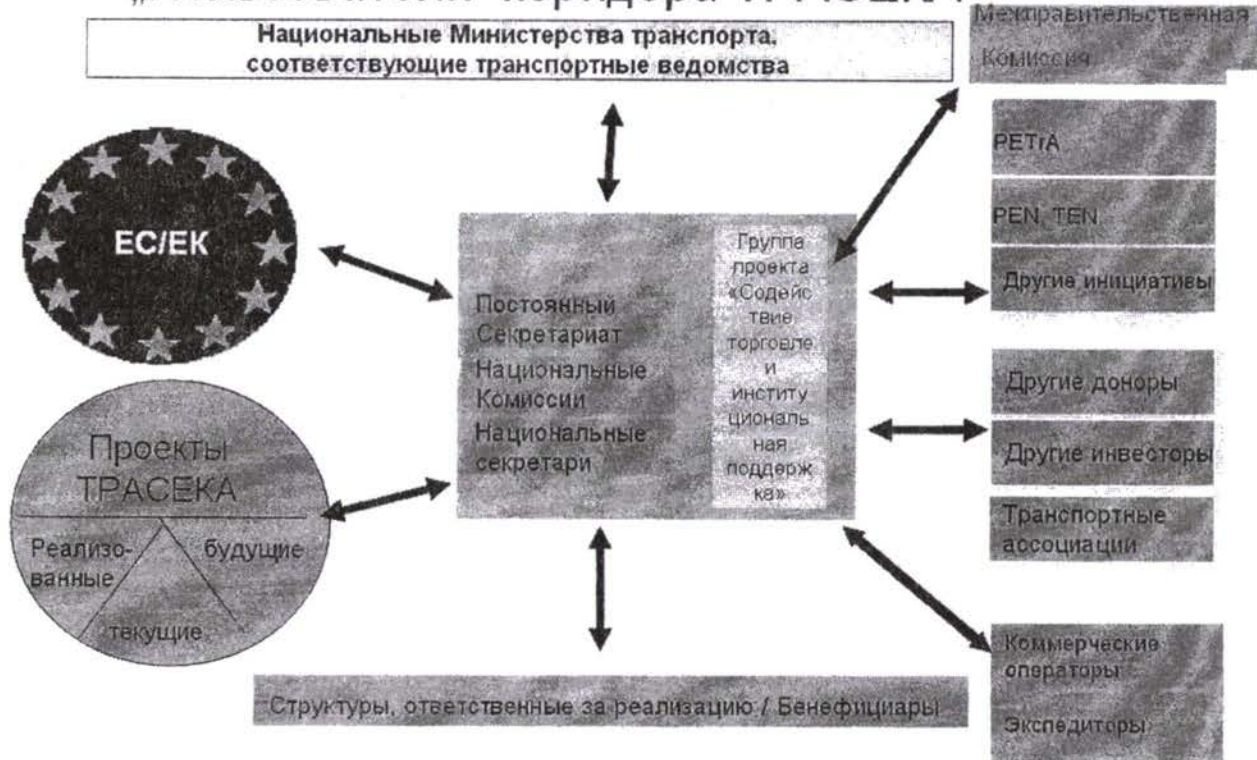 коридора
Национальные Министерства транспорта,
соответствующие транспортные ведомства
Межправительственная
Комиссия
ЕС/ЕК
PETrA
PEN, TEN
Другие инициативы
Группа
проекта
«Содейс
твие
торговле
и
институ
циональ
ная
поддерж
ка»
Постоянный
Секретариат
Национальные
Комиссии
Национальные
секретари
Другие доноры
Другие инвесторы
Транспортные
ассоциации
Проекты
ТРАСЕКА
Реализо-
ванные
будущие
текущие
Коммерческие
операторы
Экспедиторы
Структуры, ответственные за реализацию / Бенефициары